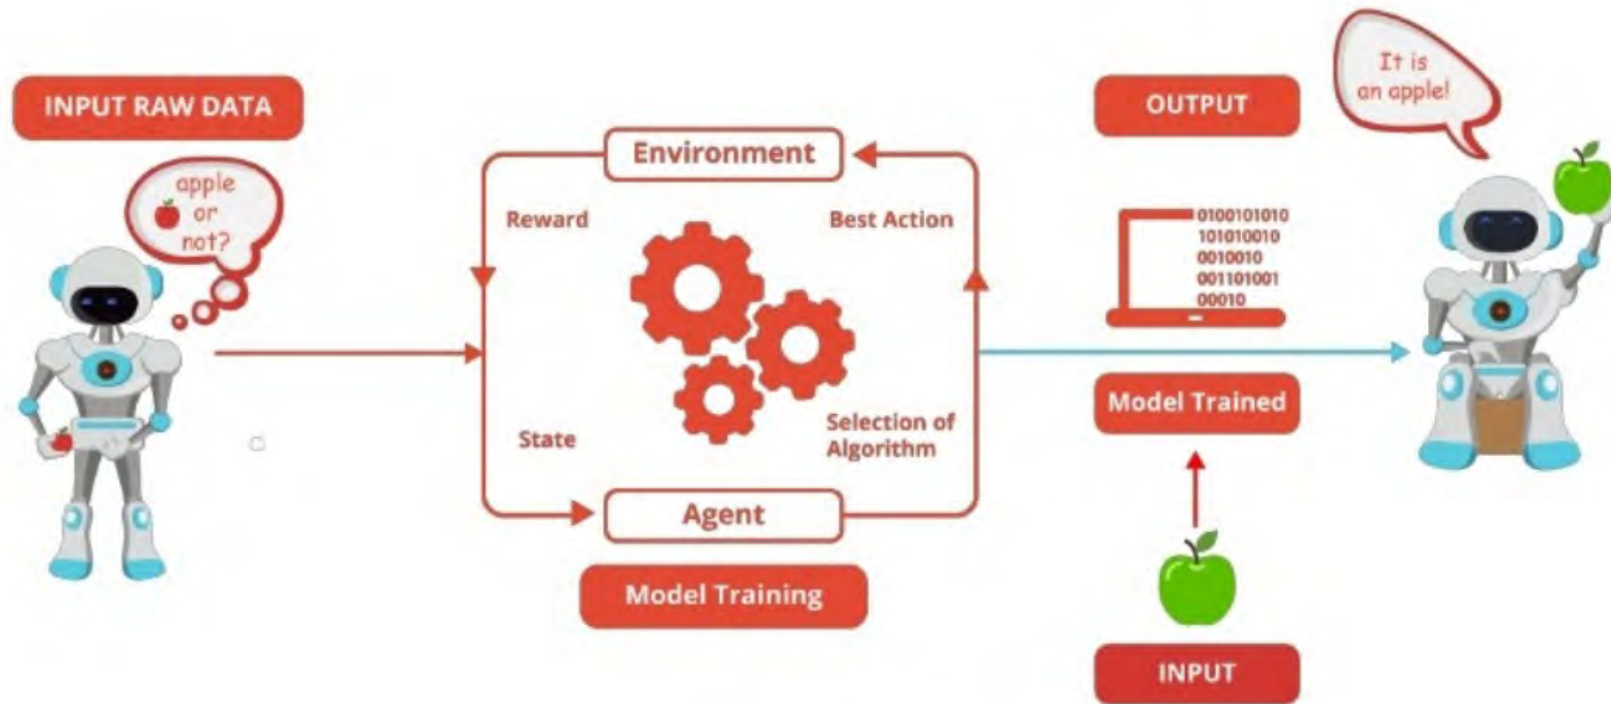 INPUT RAW DATA
apple
or
not?
Environment
Reward
Best Action
State
Selection of
Algorithm
Agent
Model Training
OUTPUT
0100101010
101010010
0010010
001101001
00010
Model Trained
INPUT
It is
an apple!